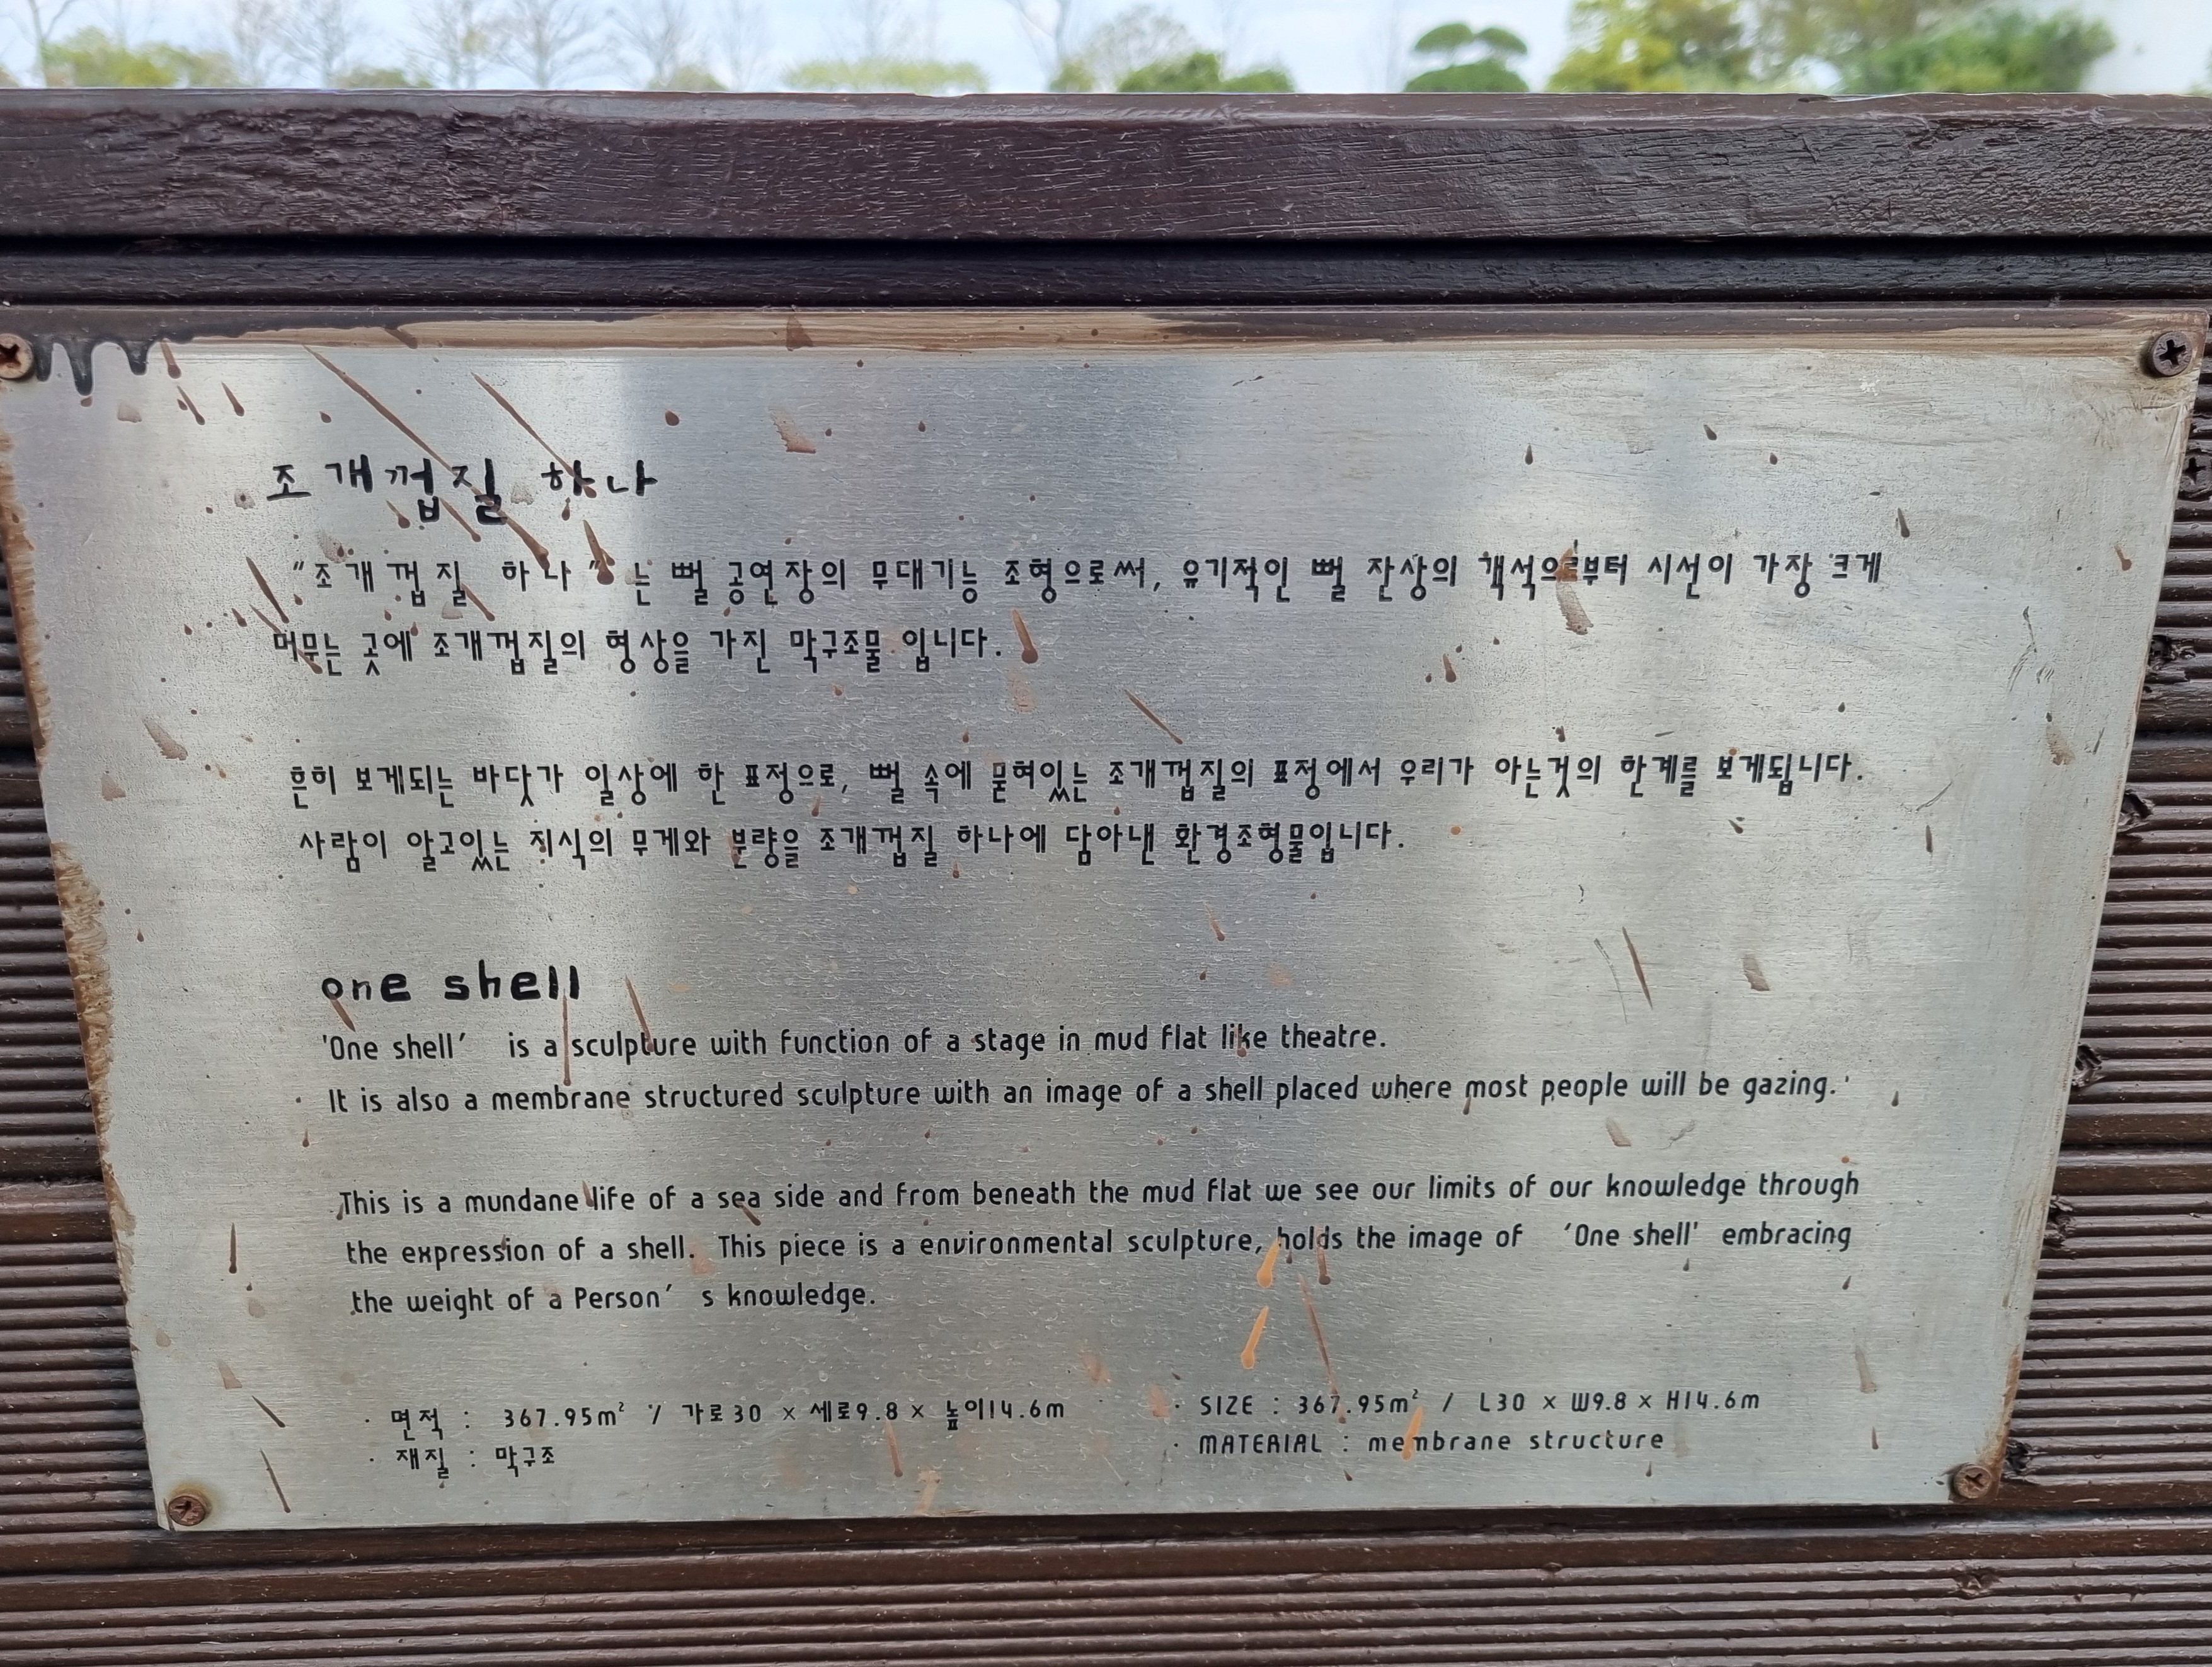 조개껍질 하나
"조개껍질 하나"는 뻘 공연장의 무대기능 조형으로써, 유기적인 뻘 잔상의 객석으로부터 시선이 가장 크게
머무는 곳에 조개껍질의 형상을 가진 막구조물 입니다.
흔히 보게되는 바닷가 일상에 한 표정으로, 뻘 속에 묻혀있는 조개껍질의 표정에서 우리가 아는것의 한계를 보게됩니다.
사람이 알고있는 지식의 무게와 분량을 조개껍질 하나에 담아낸 환경조형물입니다.
one shell
'One shell' is a sculpture with function of a stage in mud flat like theatre.
It is also a membrane structured sculpture with an image of a shell placed where most people will be gazing.
This is a mundane life of a sea side and from beneath the mud flat we see our limits of our knowledge through
the expression of a shell. This piece is a environmental sculpture, holds the image of 'One shell' embracing
the weight of a Person' s knowledge.
· 면적 : 367.95m² / 가로30 × 세로9.8 × 높이14.6m
· 재질 : 막구조
· SIZE : 367.95m² / L30 × W9.8 × H14.6m
· MATERIAL : membrane structure